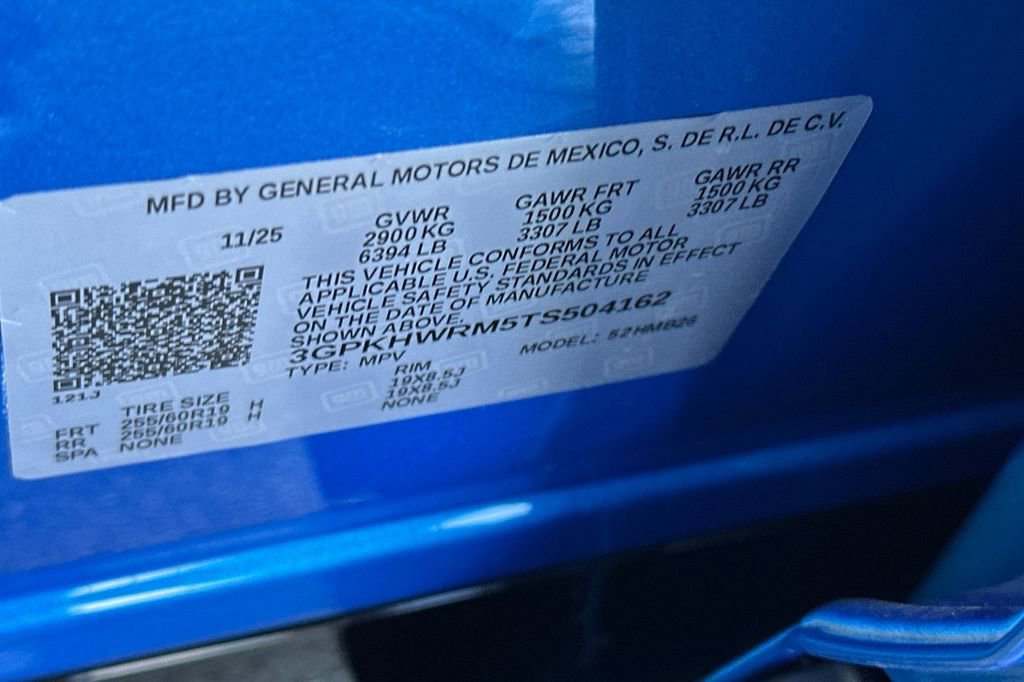 MFD BY GENERAL MOTORS DE MEXICO, S. DE R.L. DE C.V.
11/25 GVWR GAWR FRT GAWR RR
2900 KG 1500 KG 1500 KG
6394 LB 3307 LB 3307 LB
THIS VEHICLE CONFORMS TO ALL
APPLICABLE U.S. FEDERAL MOTOR
VEHICLE SAFETY STANDARDS IN EFFECT
ON THE DATE OF MANUFACTURE
SHOWN ABOVE.
3GPKHWRM5TS504162
TYPE: MPV MODEL: 52HMB26
121J
TIRE SIZE RIM
FRT 255/60R19 H 19X8.5J
RR 255/60R19 H 19X8.5J
SPA NONE NONE